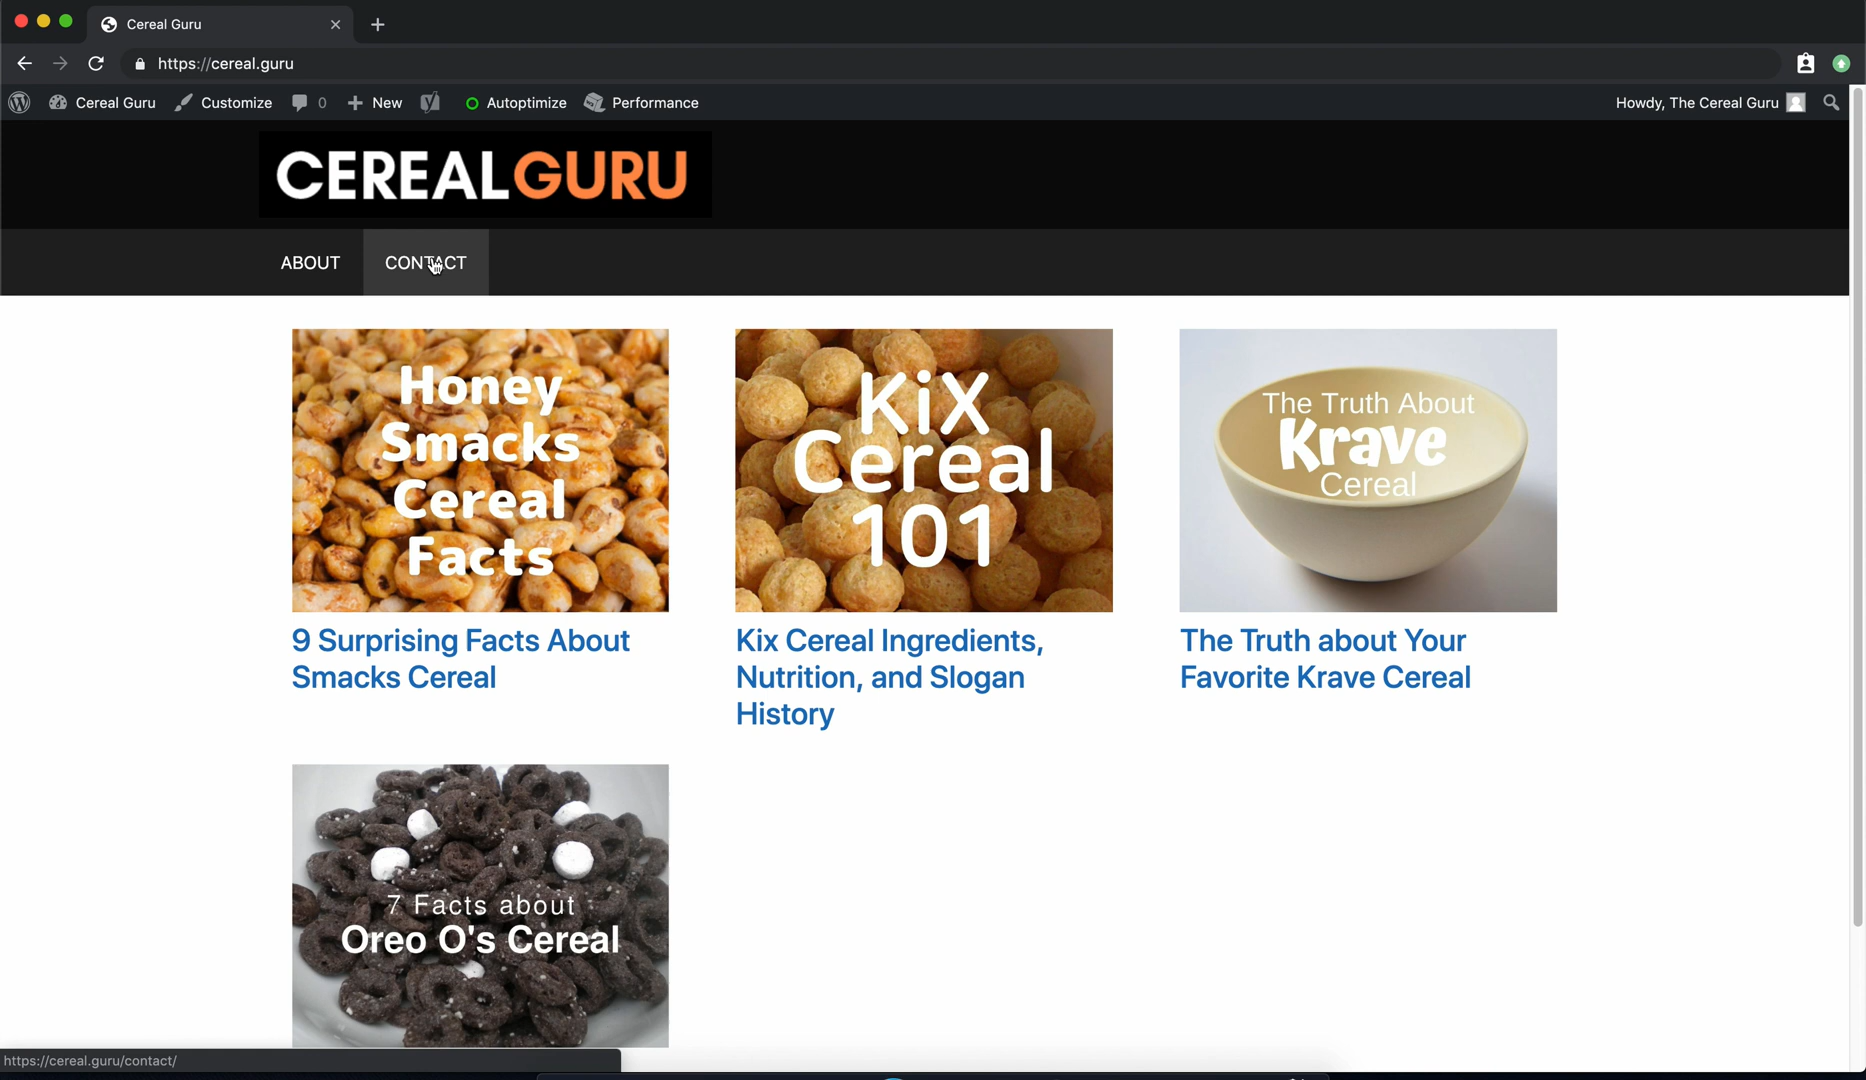 Cereal Guru
https://cereal.guru
Cereal Guru
Customize
0
New
Autoptimize
Performance
Howdy, The Cereal Guru
CEREALGURU
ABOUT
CONTACT
Honey
Smacks
Cereal
Facts
KiX
Cereal
101
The Truth About
Krave
Cereal
9 Surprising Facts About
Smacks Cereal
Kix Cereal Ingredients,
Nutrition, and Slogan
History
The Truth about Your
Favorite Krave Cereal
7 Facts about
Oreo O's Cereal
https://cereal.guru/contact/